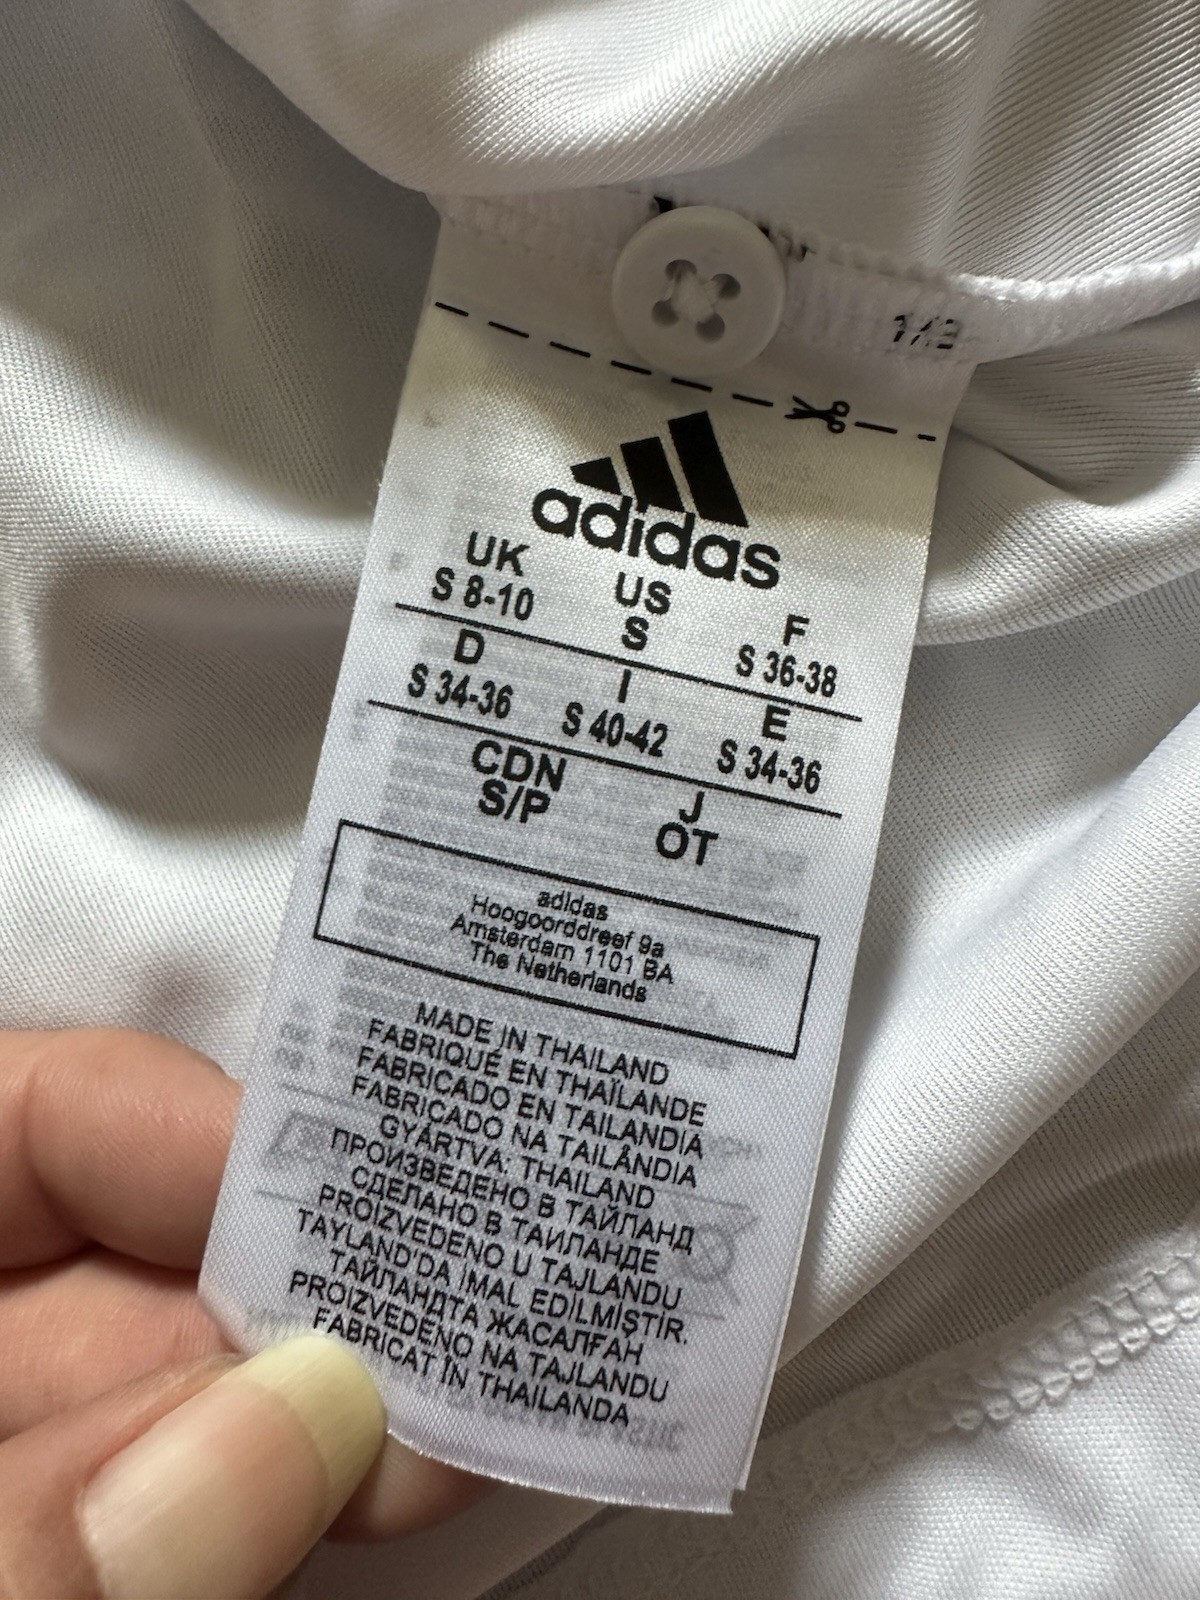 adidas
UK US F
S 8-10 S S 36-38
D I E
S 34-36 S 40-42 S 34-36
CDN J
S/P OT
adidas
Hoogoorddreef 9a
Amsterdam 1101 BA
The Netherlands
MADE IN THAILAND
FABRIQUÉ EN THAÏLANDE
FABRICADO EN TAILANDIA
FABRICADO NA TAILÂNDIA
GYÁRTVA: THAILAND
ПРОИЗВЕДЕНО В ТАЙЛАНД
СДЕЛАНО В ТАИЛАНДЕ
PROIZVEDENO U TAJLANDU
TAYLAND'DA İMAL EDİLMİŞTİR.
ТАЙЛАНДТА ЖАСАЛҒАН
PROIZVEDENO NA TAJLANDU
FABRICAT ÎN THAILANDA